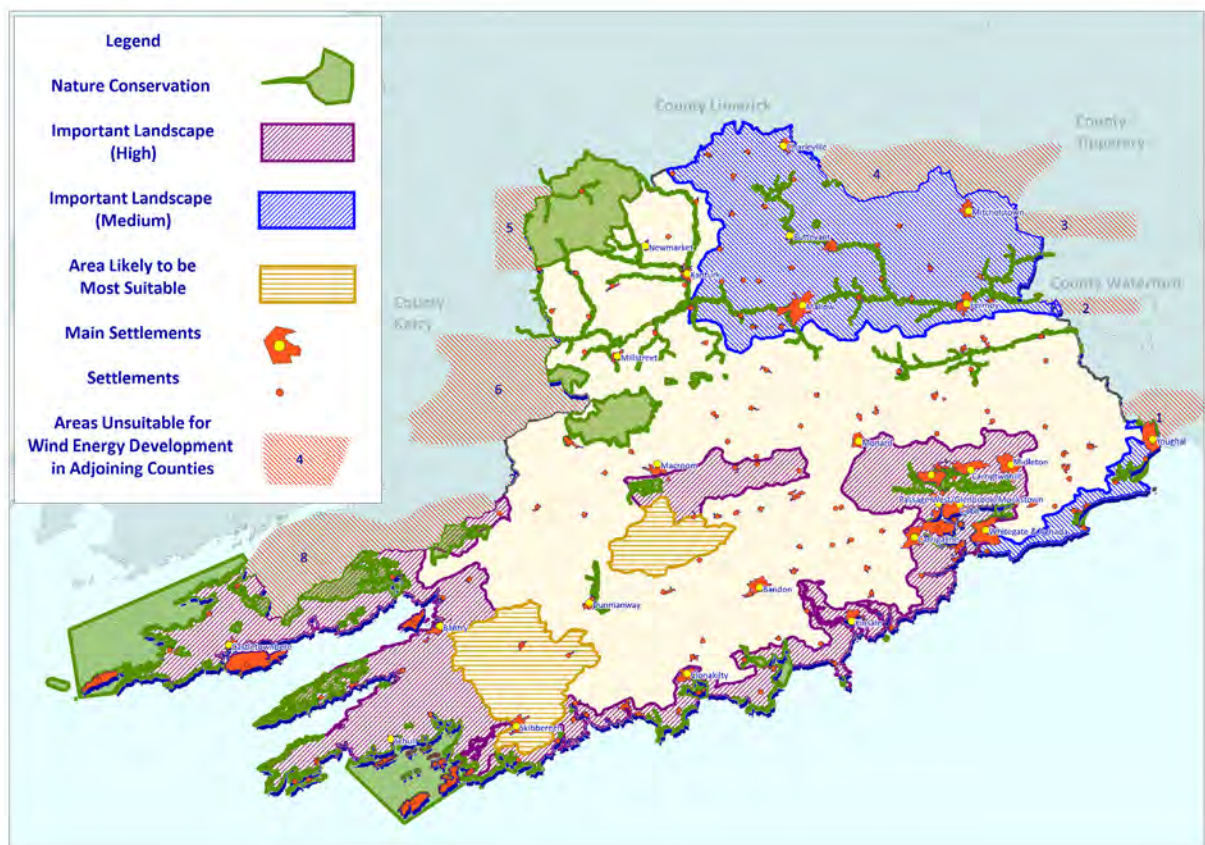 Legend
Nature Conservation
Important Landscape
(High)
Important Landscape
(Medium)
Area Likely to be
Most Suitable
Main Settlements
Settlements
Areas Unsuitable for
Wind Energy Development
in Adjoining Counties
4
County Limerick
County
Tipperary
Charleville
4
Mitchelstown
5
3
Buttevant
Newmarket
Kanturk
County Waterford
County
Kerry
Mallow
Fermoy
2
Millstreet
6
1
Youghal
Monard
Macroom
Midleton
Carrigtwohill
Passage West/Glenbrook/Monkstown
Whitegate & Aghada
8
Dunmanway
Bandon
Kinsale
Bantry
Castletownbere
Clonakilty
Skibbereen
Schull